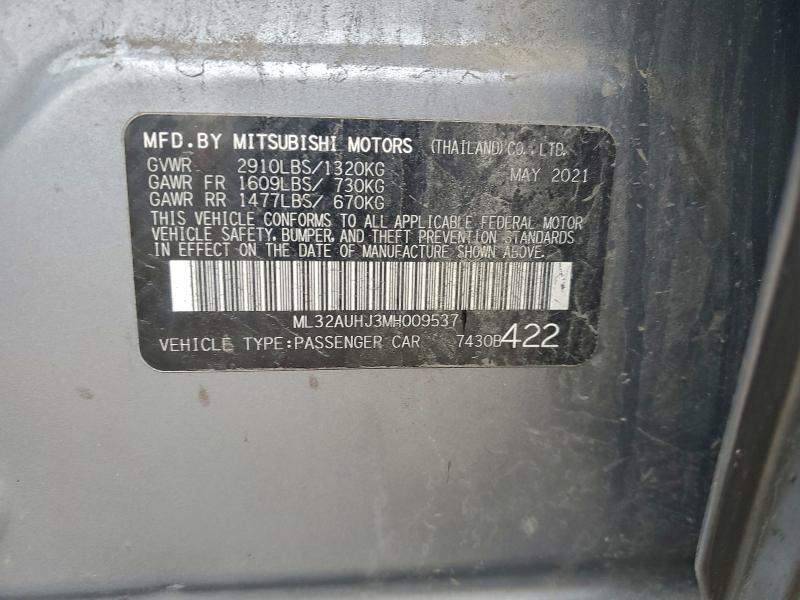 MFD.BY MITSUBISHI MOTORS (THAILAND)CO.,LTD.
GVWR 2910LBS/1320KG MAY 2021
GAWR FR 1609LBS/ 730KG
GAWR RR 1477LBS/ 670KG
THIS VEHICLE CONFORMS TO ALL APPLICABLE FEDERAL MOTOR
VEHICLE SAFETY, BUMPER, AND THEFT PREVENTION STANDARDS
IN EFFECT ON THE DATE OF MANUFACTURE SHOWN ABOVE.
ML32AUHJ3MH009537
VEHICLE TYPE:PASSENGER CAR 7430B422